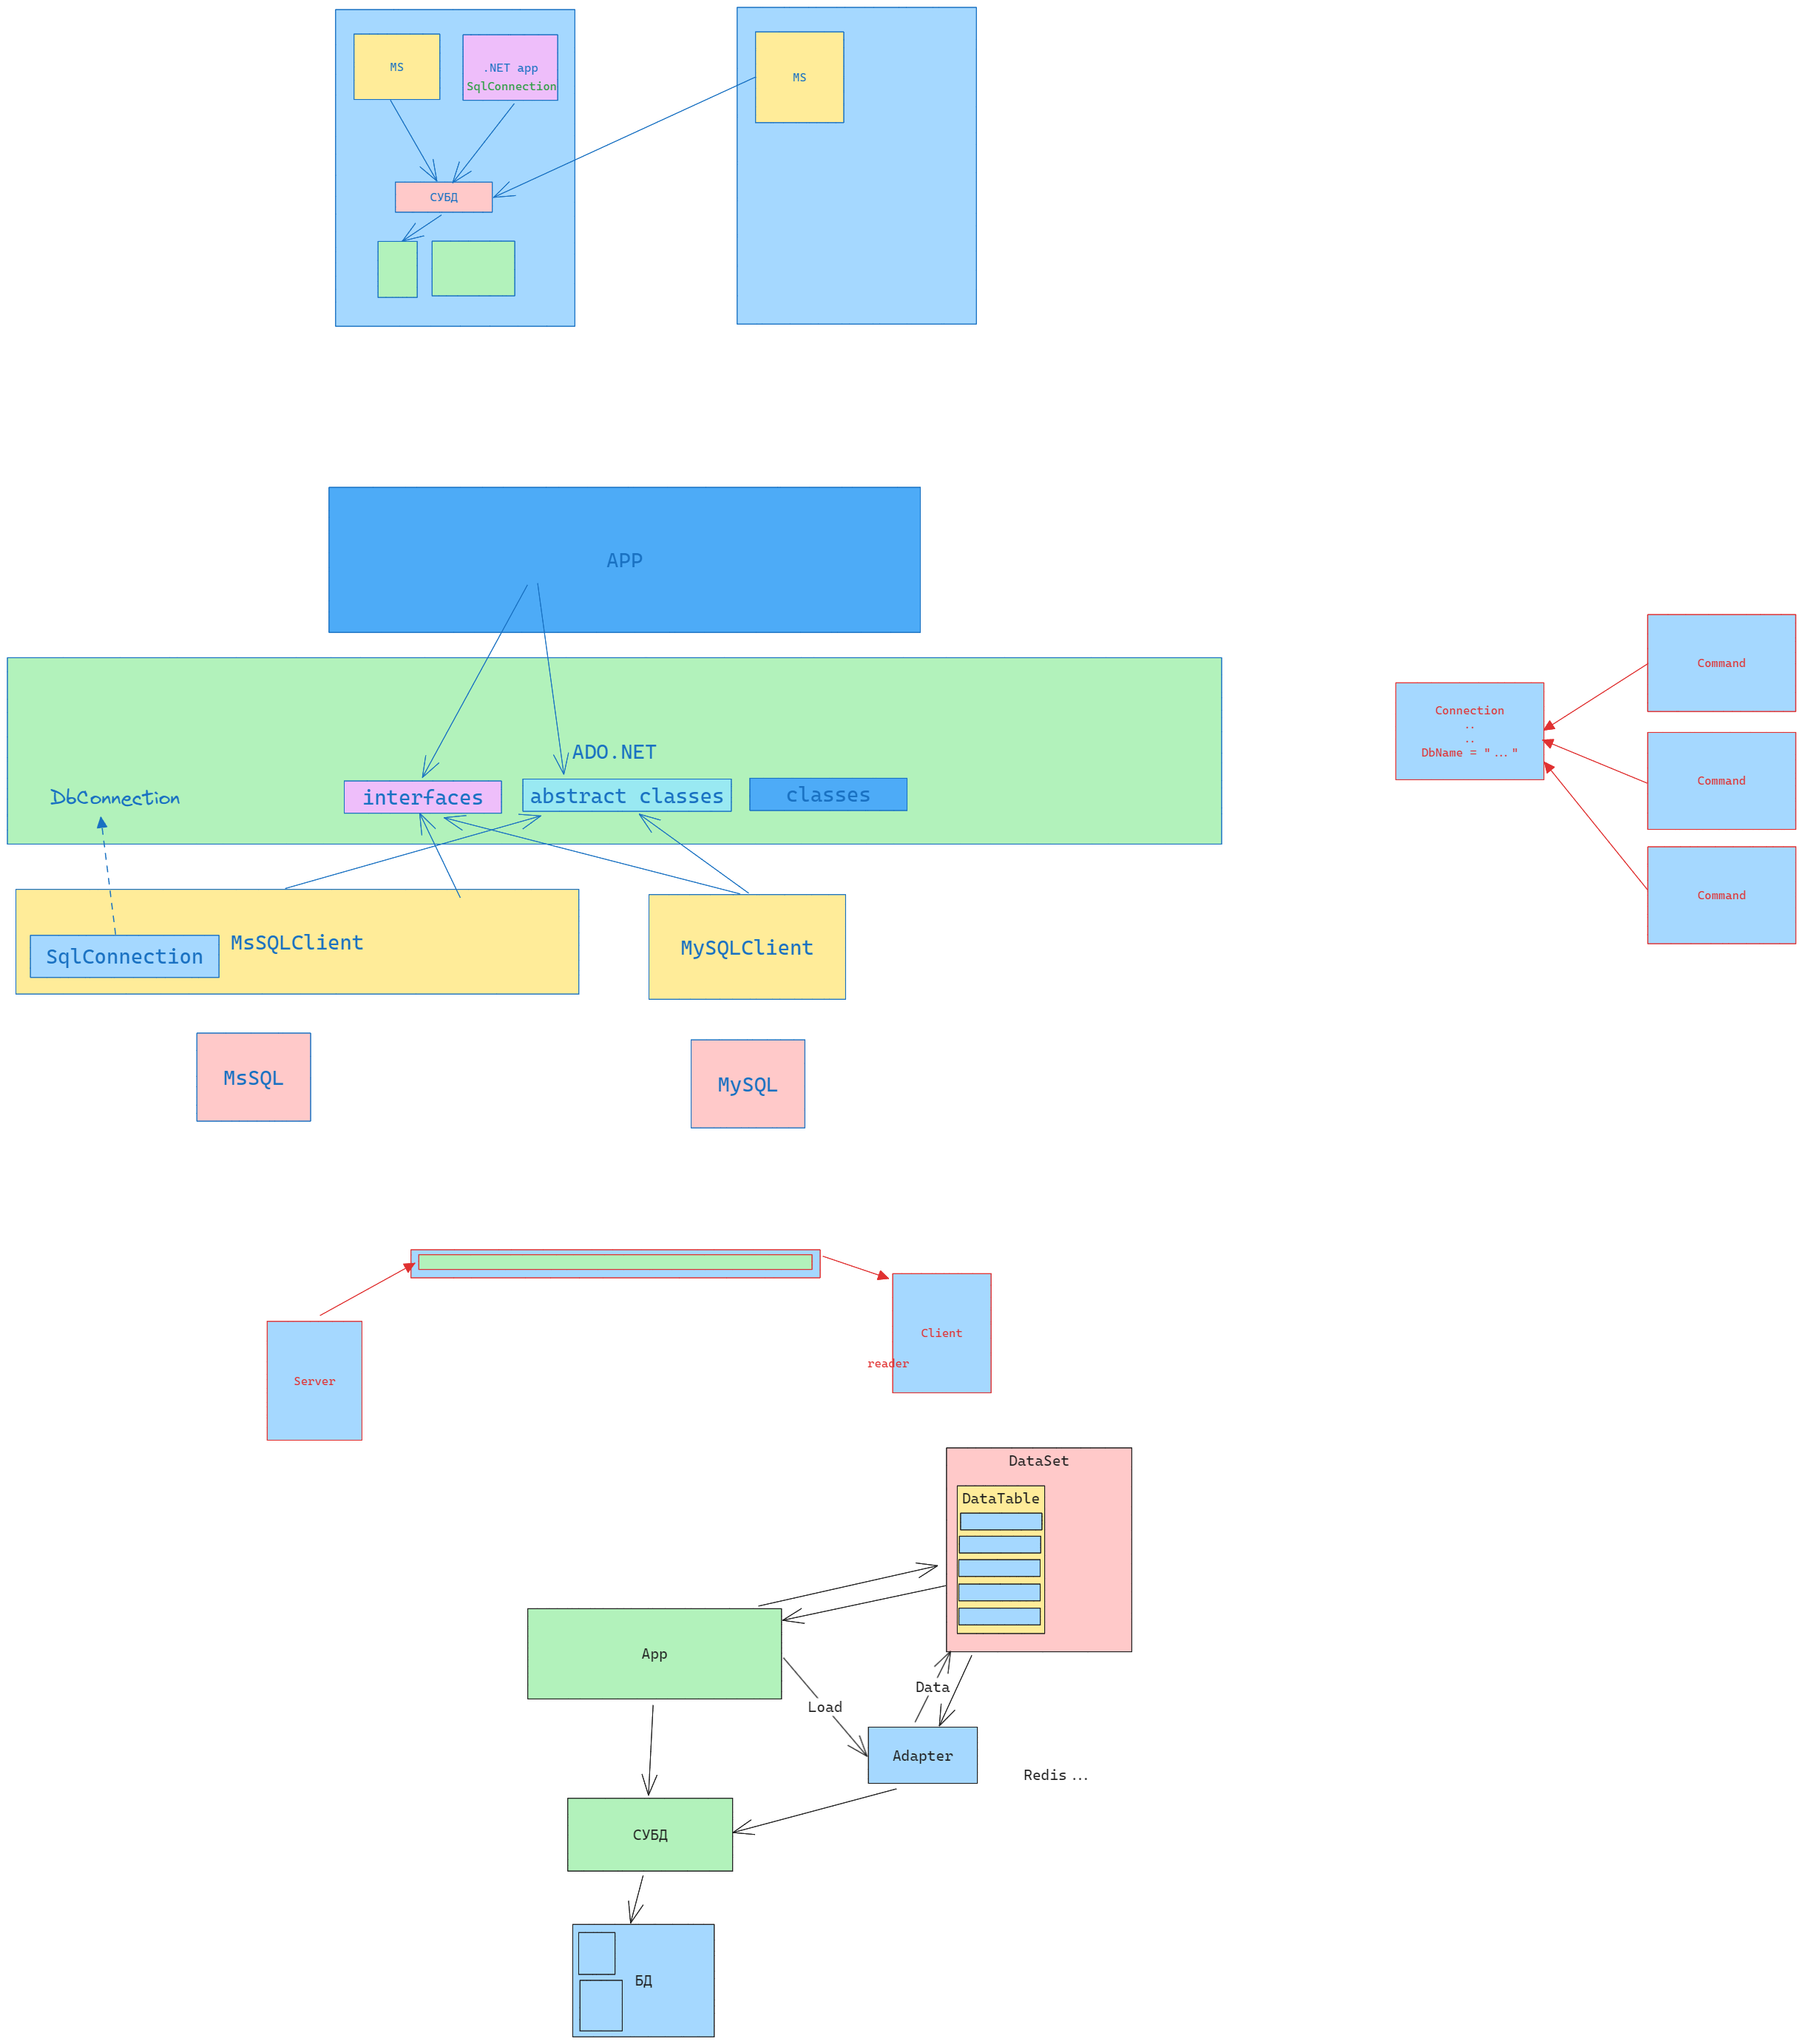 MS
.NET app
SqlConnection
MS
СУБД
APP
ADO.NET
DbConnection
interfaces
abstract classes
classes
MsSQLClient
SqlConnection
MySQLClient
MsSQL
MySQL
Command
Connection
..
..
DbName = "..."
Command
Command
Client
reader
Server
DataSet
DataTable
App
Data
Load
Adapter
Redis ...
СУБД
БД